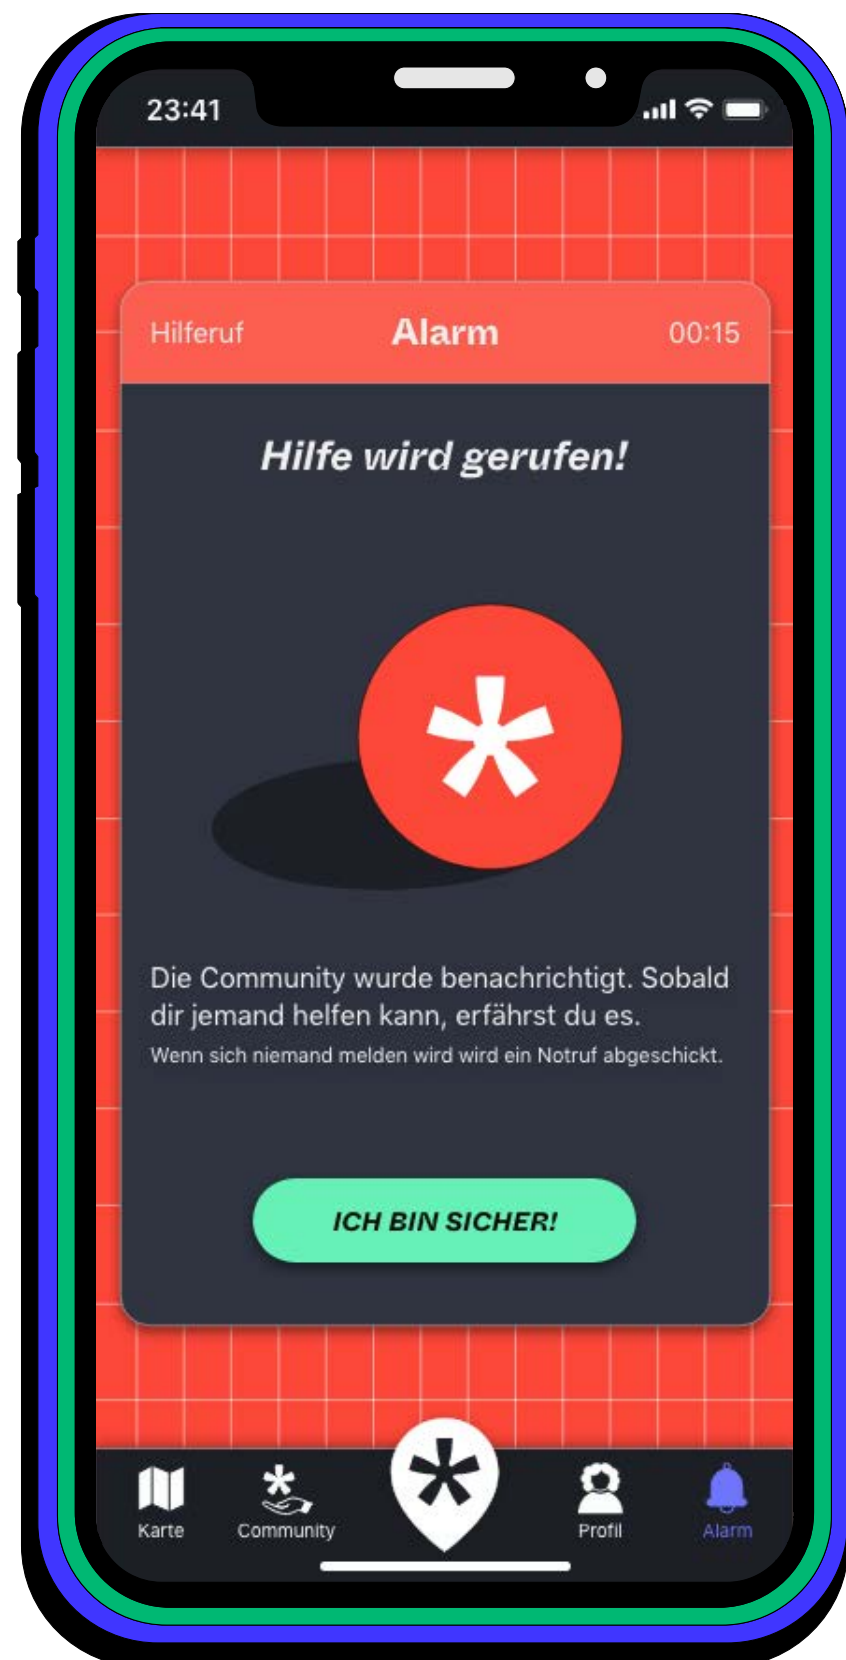 23:41
Hilferuf Alarm 00:15
Hilfe wird gerufen!
Die Community wurde benachrichtigt. Sobald
dir jemand helfen kann, erfährst du es.
Wenn sich niemand melden wird wird ein Notruf abgeschickt.
ICH BIN SICHER!
Karte Community Profil Alarm